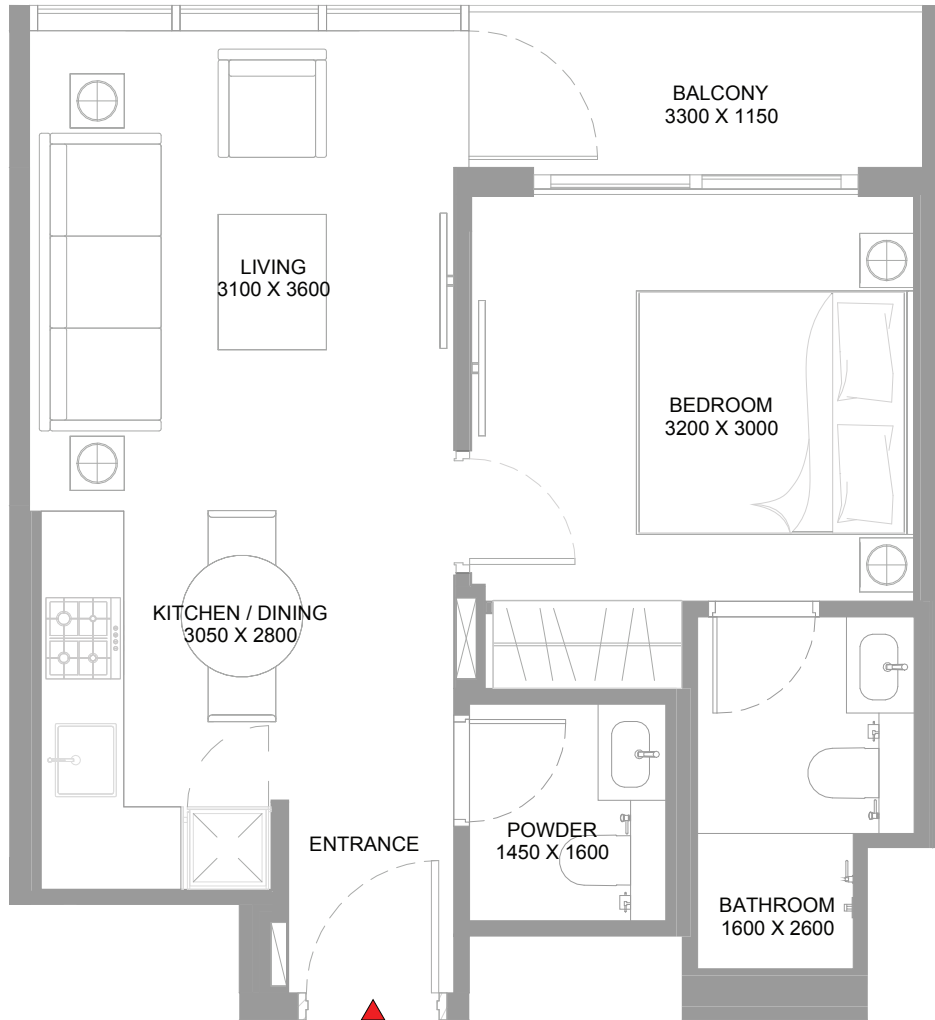 BALCONY
3300 X 1150
LIVING
3100 X 3600
BEDROOM
3200 X 3000
KITCHEN / DINING
3050 X 2800
ENTRANCE
POWDER
1450 X 1600
BATHROOM
1600 X 2600